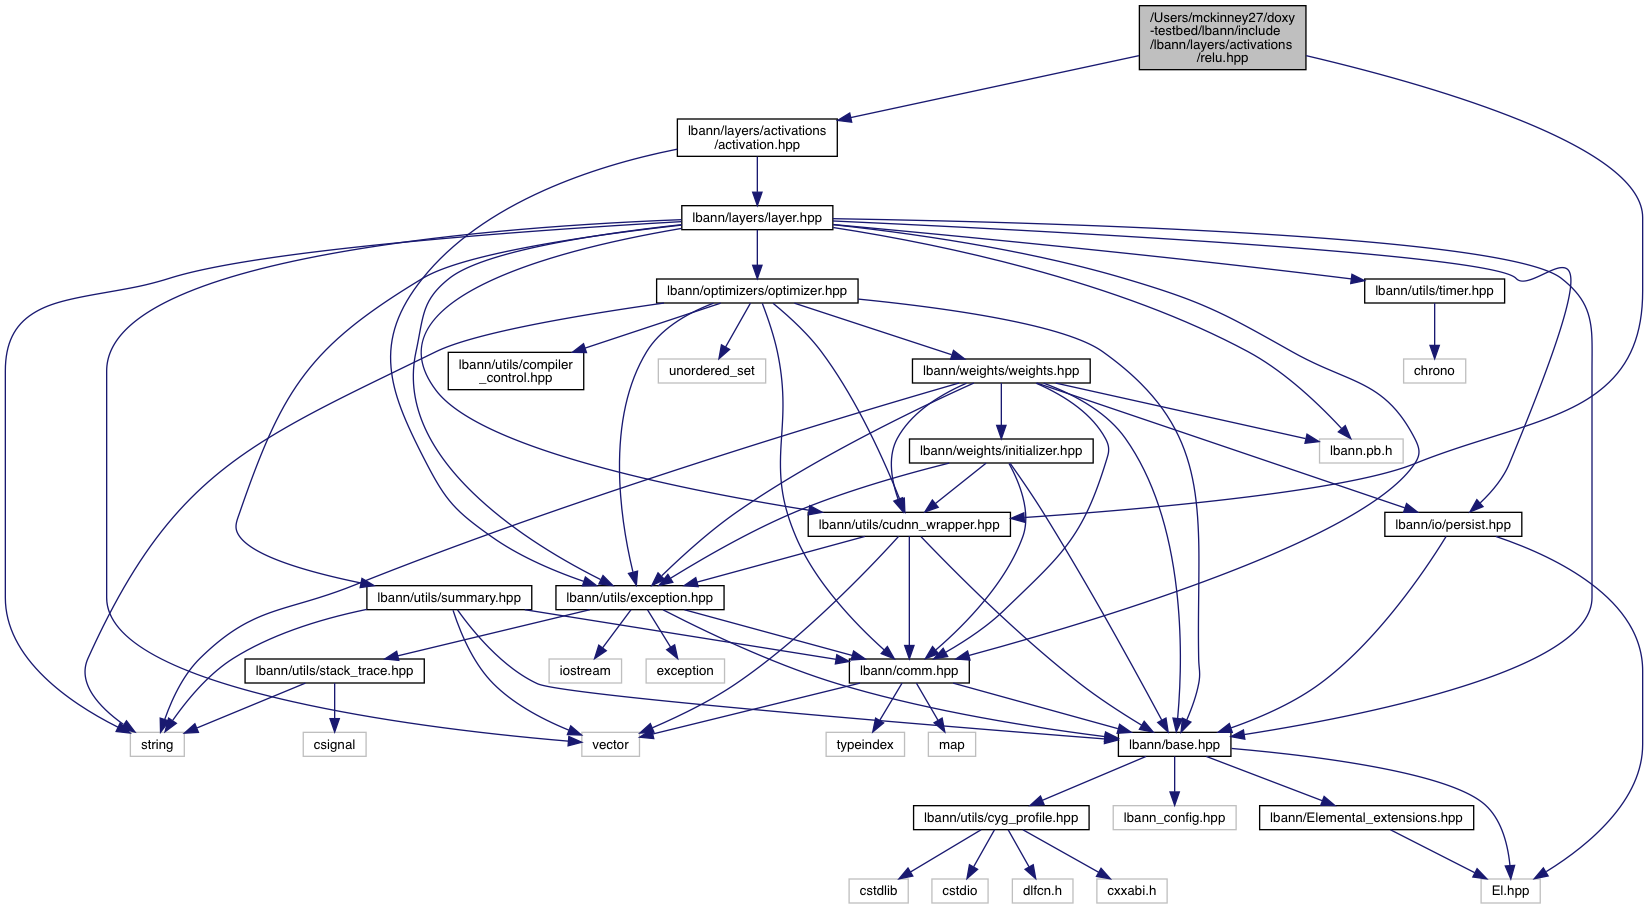 /Users/mckinney27/doxy
-testbed/lbann/include
/lbann/layers/activations
/relu.hpp
lbann/layers/activations
/activation.hpp
lbann/layers/layer.hpp
lbann/optimizers/optimizer.hpp
lbann/utils/timer.hpp
lbann/utils/compiler
_control.hpp
unordered_set
lbann/weights/weights.hpp
chrono
lbann/weights/initializer.hpp
lbann.pb.h
lbann/utils/cudnn_wrapper.hpp
lbann/io/persist.hpp
lbann/utils/summary.hpp
lbann/utils/exception.hpp
lbann/utils/stack_trace.hpp
iostream
exception
lbann/comm.hpp
string
csignal
vector
typeindex
map
lbann/base.hpp
lbann/utils/cyg_profile.hpp
lbann_config.hpp
lbann/Elemental_extensions.hpp
cstdlib
cstdio
dlfcn.h
cxxabi.h
El.hpp